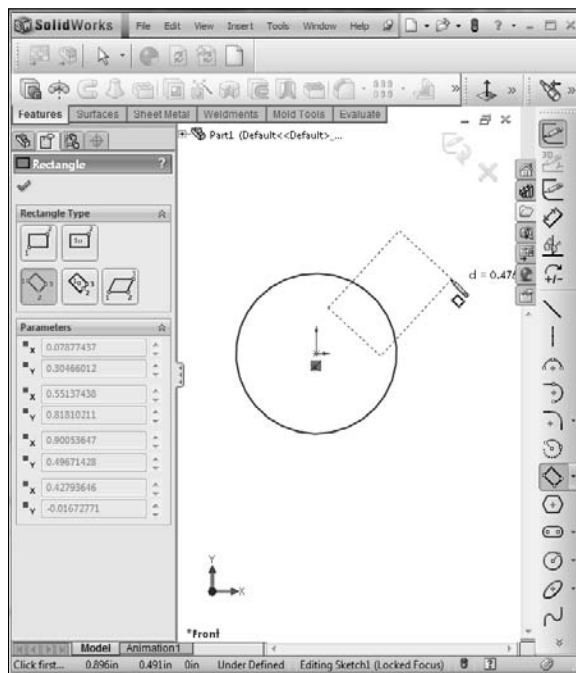 SolidWorks File Edit View Insert Tools Window Help
Features Surfaces Sheet Metal Weldments Mold Tools Evaluate
Part1 (Default<<Default>_...
Rectangle ?
Rectangle Type
Parameters
x 0.07877437
Y 0.30466012
x 0.55137438
Y 0.81810211
x 0.90053647
Y 0.49671428
x 0.42793646
Y -0.01672771
d = 0.476
3D
+/-
Y
X
*Front
Model Animation1
Click first... 0.896in 0.491in 0in Under Defined Editing Sketch1 (Locked Focus) ?